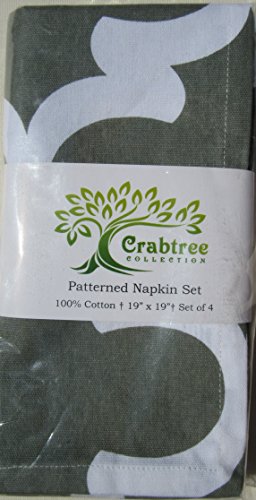 Crabtree
COLLECTION
Patterned Napkin Set
100% Cotton † 19" x 19"† Set of 4